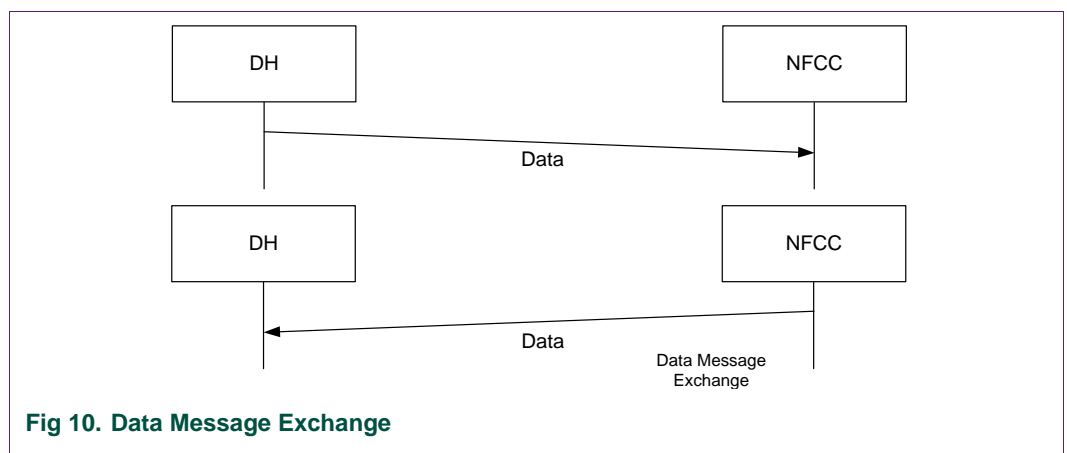 DH
NFCC
Data
DH
NFCC
Data
Data Message
Exchange
Fig 10. Data Message Exchange